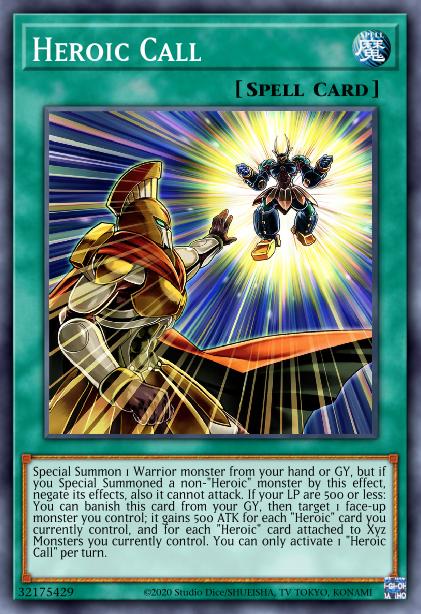 HEROIC CALL
SPELL
魔
[SPELL CARD]
Special Summon 1 Warrior monster from your hand or GY, but if
you Special Summoned a non-"Heroic" monster by this effect,
negate its effects, also it cannot attack. If your LP are 500 or less:
You can banish this card from your GY, then target 1 face-up
monster you control; it gains 500 ATK for each "Heroic" card you
currently control, and for each "Heroic" card attached to Xyz
Monsters you currently control. You can only activate 1 "Heroic
Call" per turn.
32175429
©2020 Studio Dice/SHUEISHA, TV TOKYO, KONAMI